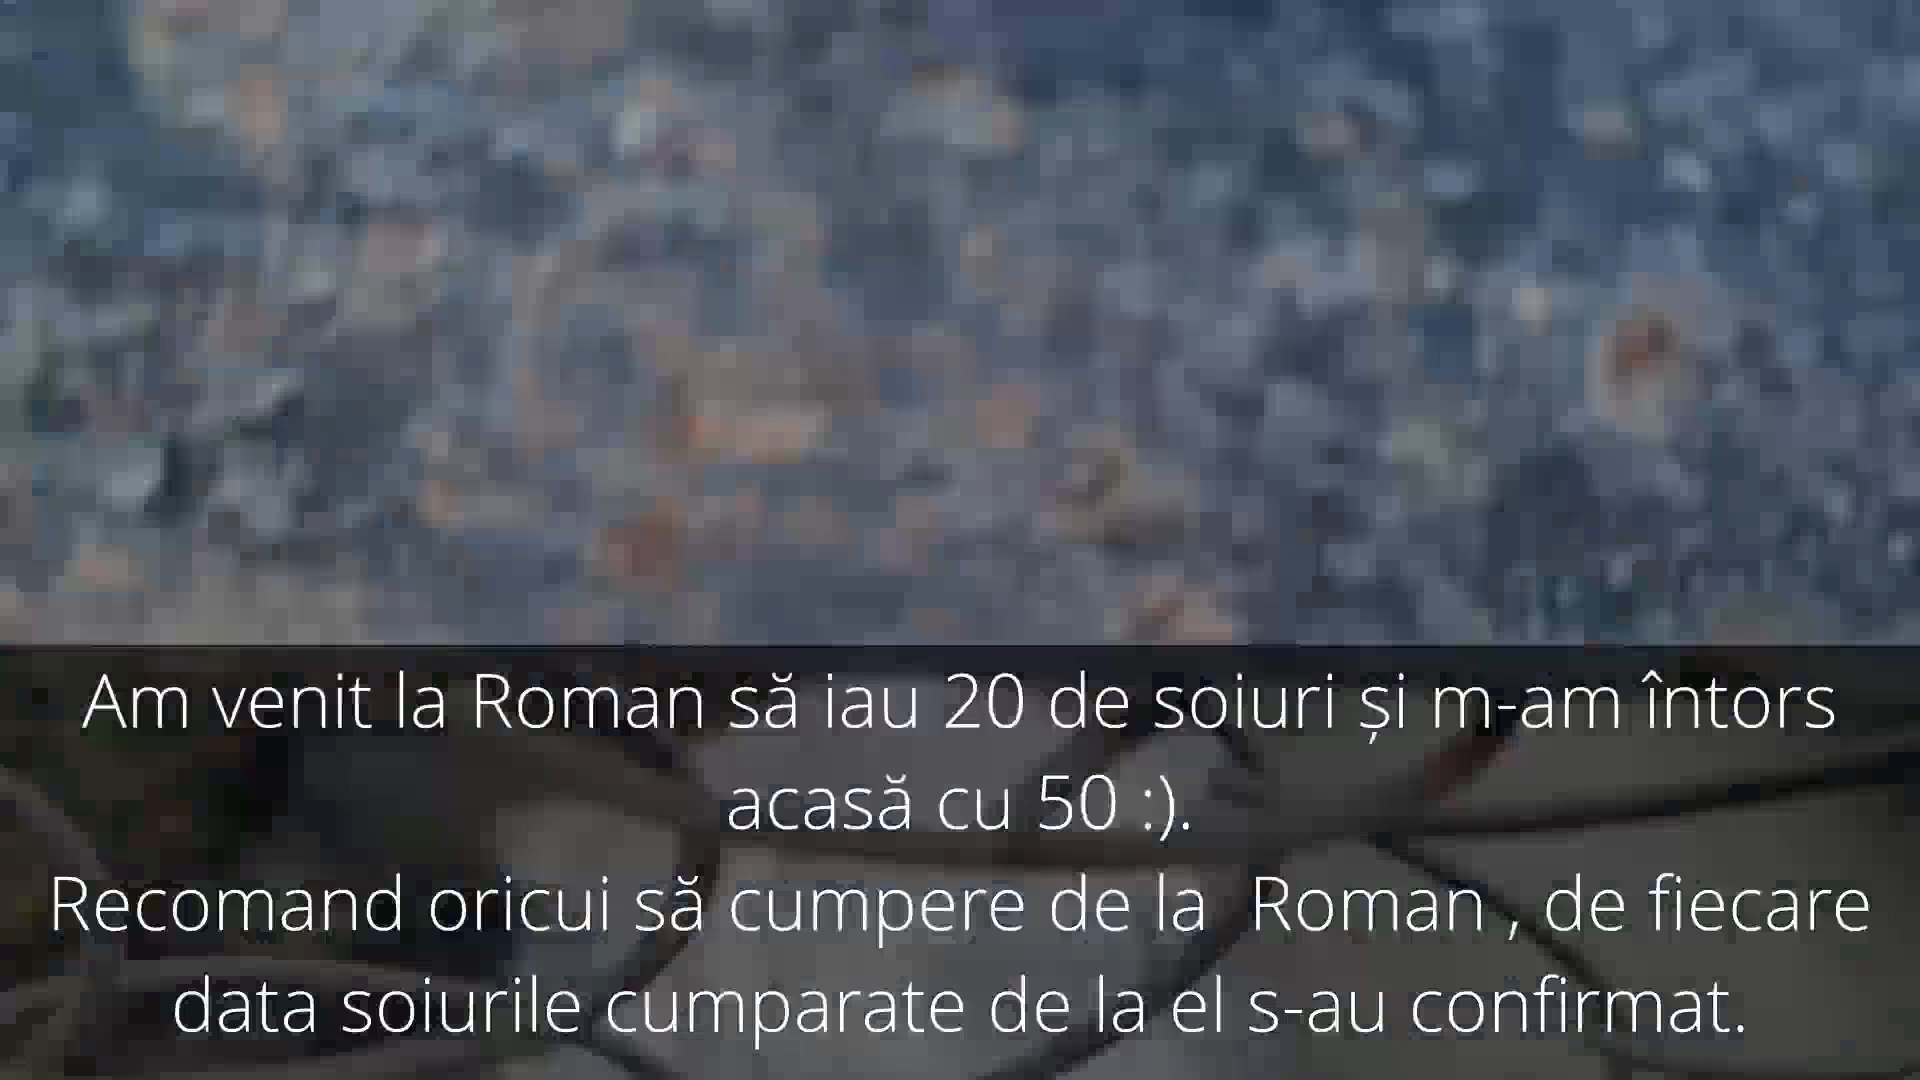 Am venit la Roman să iau 20 de soiuri și m-am întors
acasă cu 50 :).
Recomand oricui să cumpere de la  Roman , de fiecare
data soiurile cumparate de la el s-au confirmat.